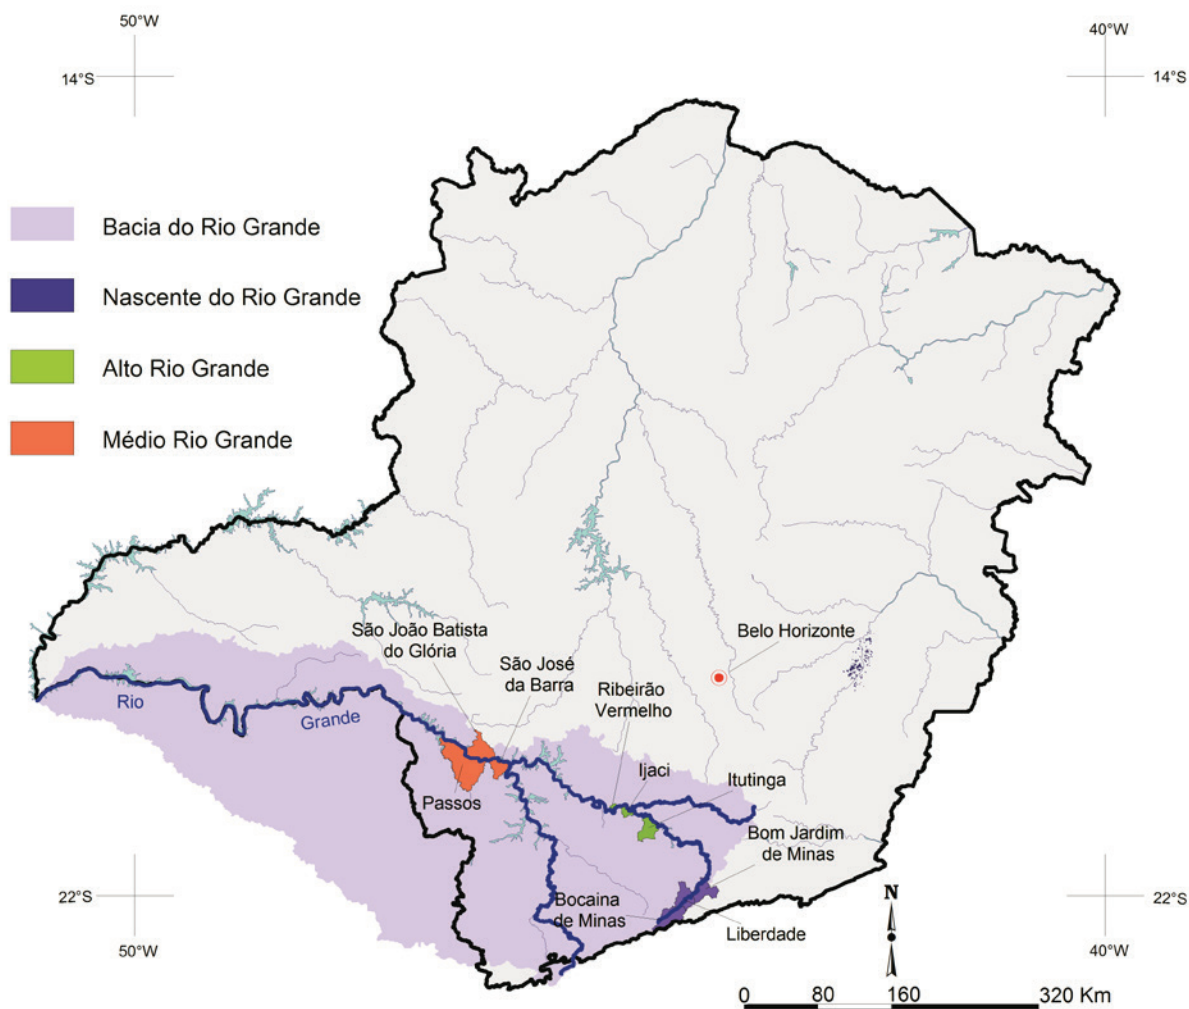 50°W
40°W
14°S
14°S
Bacia do Rio Grande
Nascente do Rio Grande
Alto Rio Grande
Médio Rio Grande
São João Batista
do Glória
São José
da Barra
Ribeirão
Vermelho
Belo Horizonte
Rio
Grande
Passos
Ijaci
Itutinga
Bom Jardim
de Minas
Bocaina
de Minas
Liberdade
22°S
22°S
50°W
40°W
N
0 80 160 320 Km